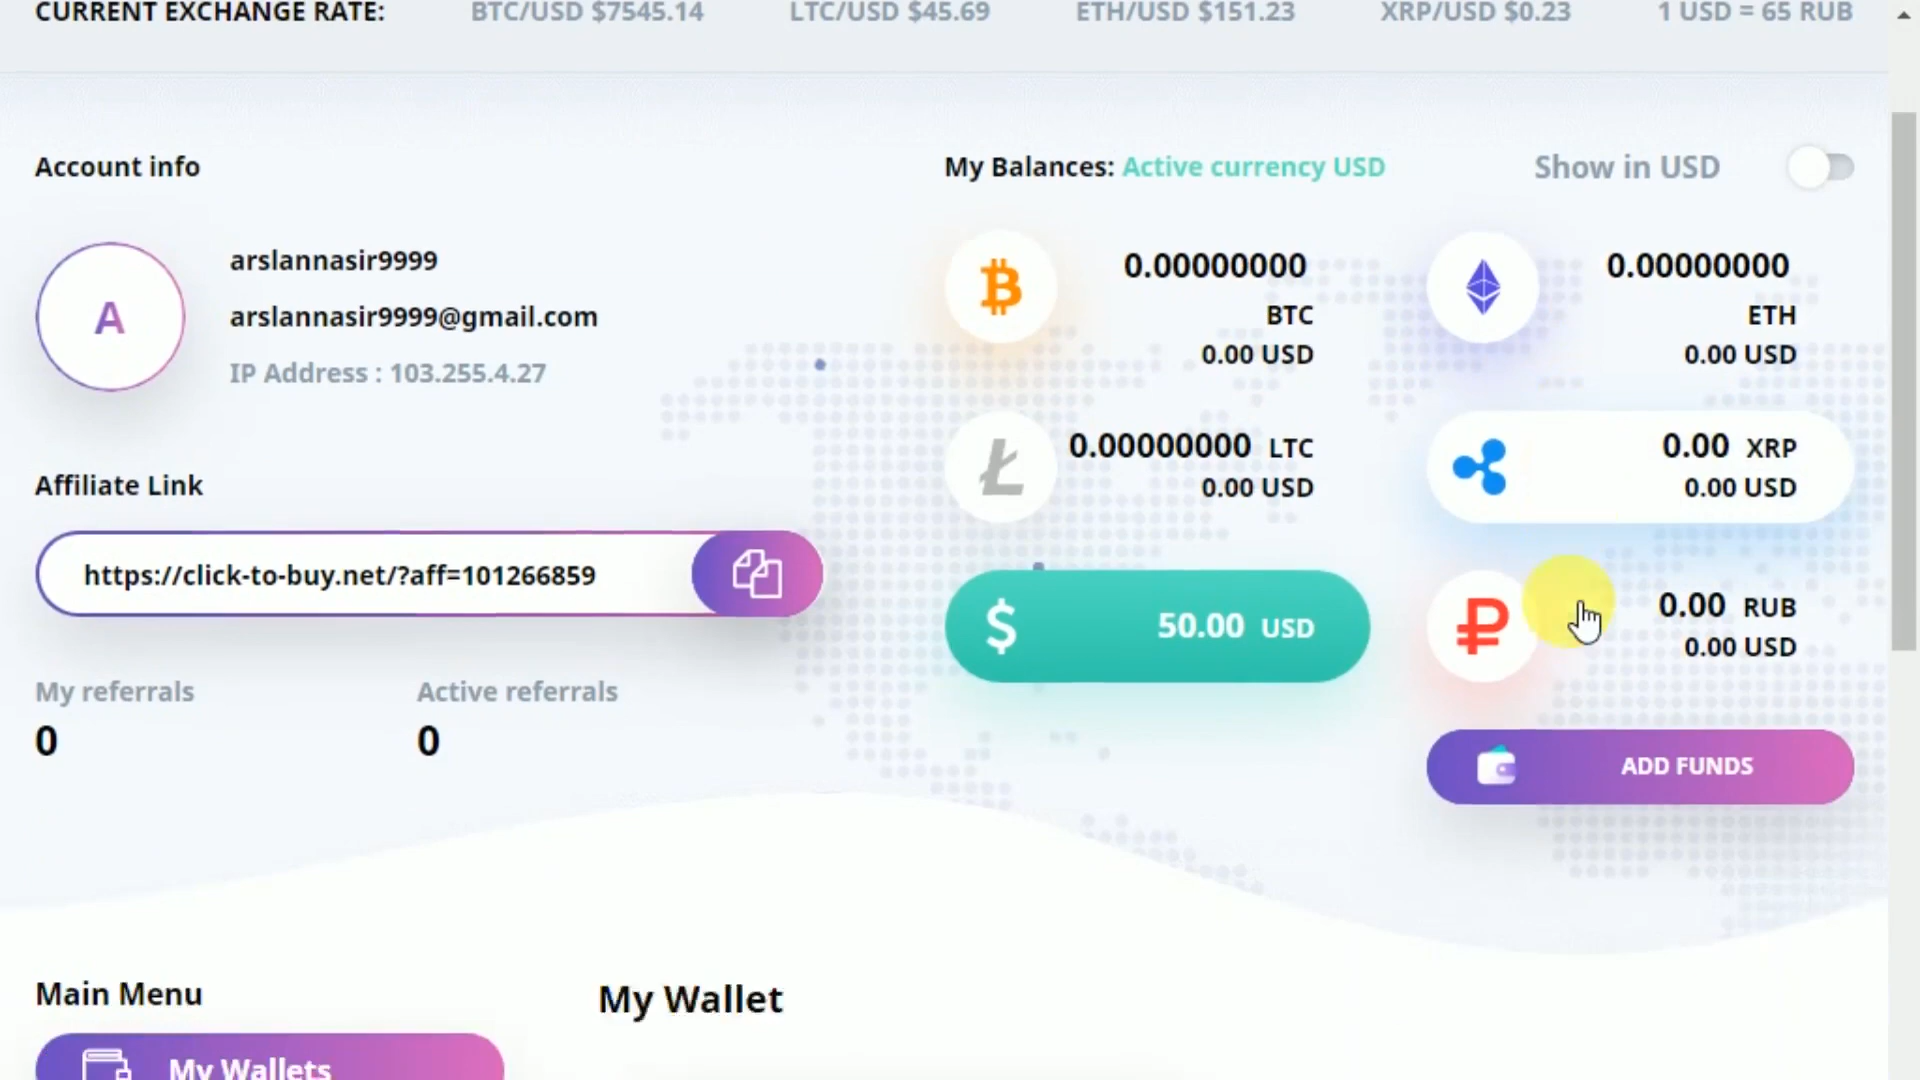 CURRENT EXCHANGE RATE: BTC/USD $7545.14 LTC/USD $45.69 ETH/USD $151.23 XRP/USD $0.23 1 USD = 65 RUB
Account info
A
arslannasir9999
arslannasir9999@gmail.com
IP Address : 103.255.4.27
Affiliate Link
https://click-to-buy.net/?aff=101266859
My referrals
0
Active referrals
0
My Balances: Active currency USD
Show in USD
0.00000000
BTC
0.00 USD
0.00000000
ETH
0.00 USD
0.00000000 LTC
0.00 USD
0.00 XRP
0.00 USD
50.00 USD
0.00 RUB
0.00 USD
ADD FUNDS
Main Menu
My Wallets
My Wallet